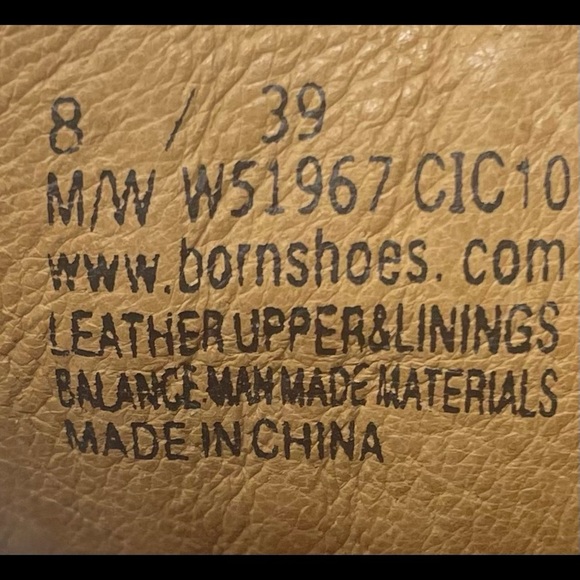 8 / 39
M/W W51967 CIC10
www.bornshoes.com
LEATHER UPPER&LININGS
BALANCE MAN MADE MATERIALS
MADE IN CHINA